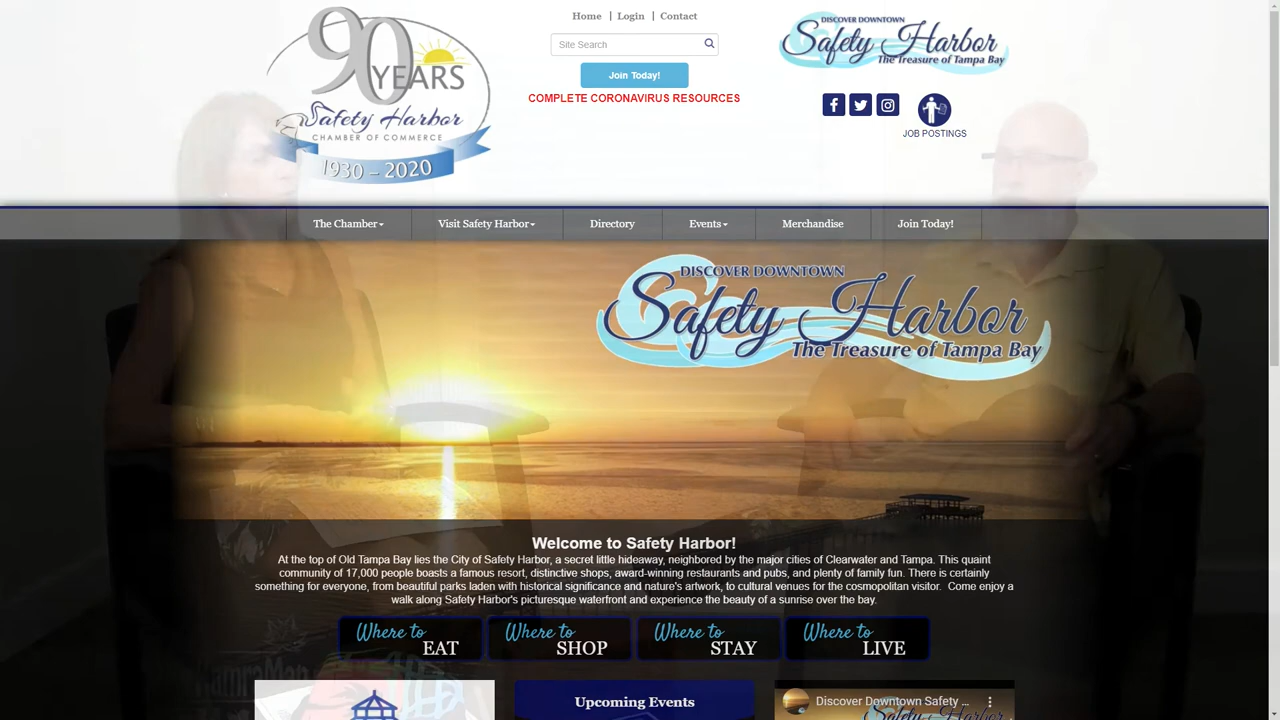 Home | Login | Contact
Site Search
Join Today!
COMPLETE CORONAVIRUS RESOURCES
90
YEARS
Safety Harbor
CHAMBER OF COMMERCE
1930 – 2020
DISCOVER DOWNTOWN
Safety Harbor
The Treasure of Tampa Bay
JOB POSTINGS
The Chamber
Visit Safety Harbor
Directory
Events
Merchandise
Join Today!
DISCOVER DOWNTOWN
Safety Harbor
The Treasure of Tampa Bay
Welcome to Safety Harbor!
At the top of Old Tampa Bay lies the City of Safety Harbor, a secret little hideaway, neighbored by the major cities of Clearwater and Tampa. This quaint
community of 17,000 people boasts a famous resort, distinctive shops, award-winning restaurants and pubs, and plenty of family fun. There is certainly
something for everyone, from beautiful parks laden with historical significance and nature's artwork, to cultural venues for the cosmopolitan visitor. Come enjoy a
walk along Safety Harbor's picturesque waterfront and experience the beauty of a sunrise over the bay.
Where to
EAT
Where to
SHOP
Where to
STAY
Where to
LIVE
Upcoming Events
Discover Downtown Safety ...